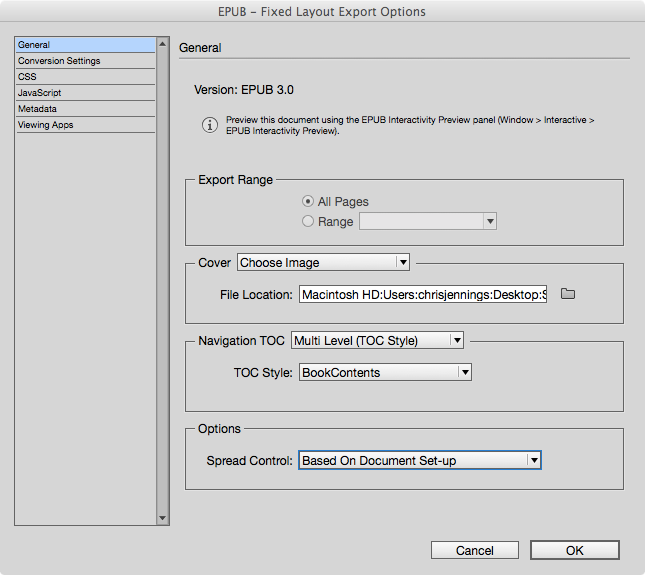 EPUB – Fixed Layout Export Options
General
Conversion Settings
CSS
JavaScript
Metadata
Viewing Apps
General
Version: EPUB 3.0
Preview this document using the EPUB Interactivity Preview panel (Window > Interactive >
EPUB Interactivity Preview).
Export Range
All Pages
Range
Cover Choose Image
File Location: Macintosh HD:Users:chrisjennings:Desktop:S
Navigation TOC Multi Level (TOC Style)
TOC Style: BookContents
Options
Spread Control: Based On Document Set-up
Cancel OK